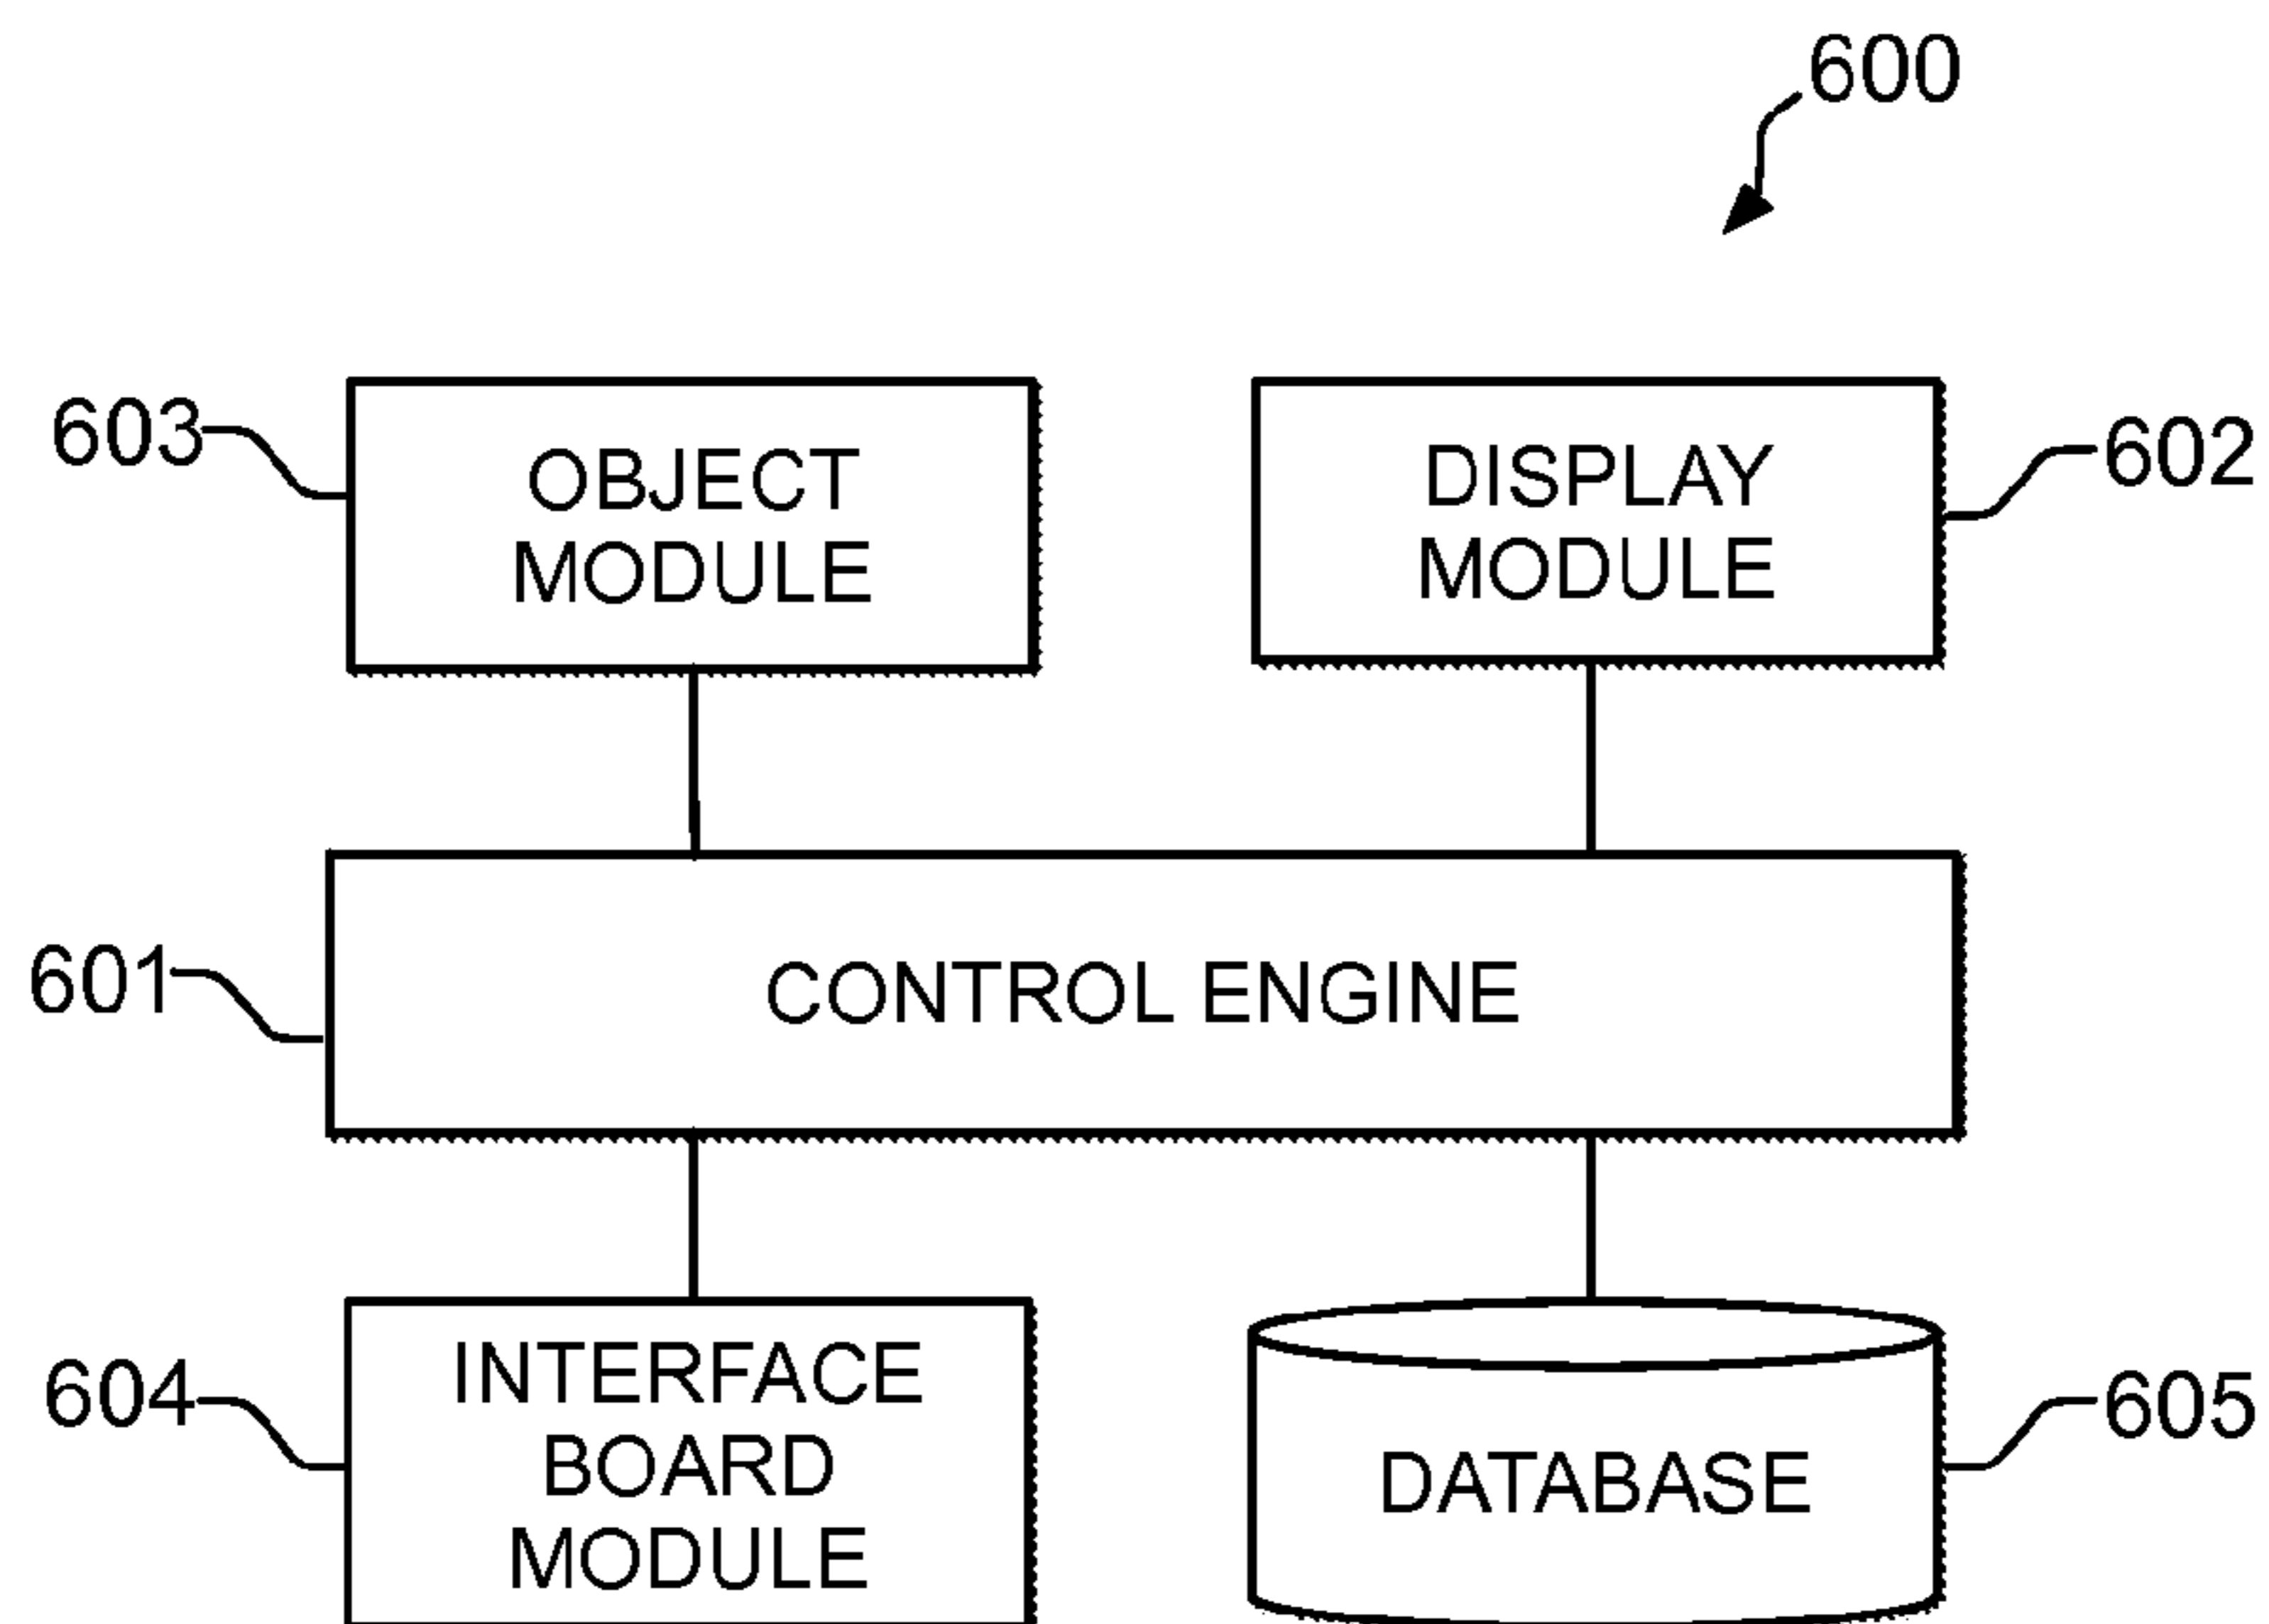 600
603
OBJECT
MODULE
DISPLAY
MODULE
602
601
CONTROL ENGINE
604
INTERFACE
BOARD
MODULE
DATABASE
605